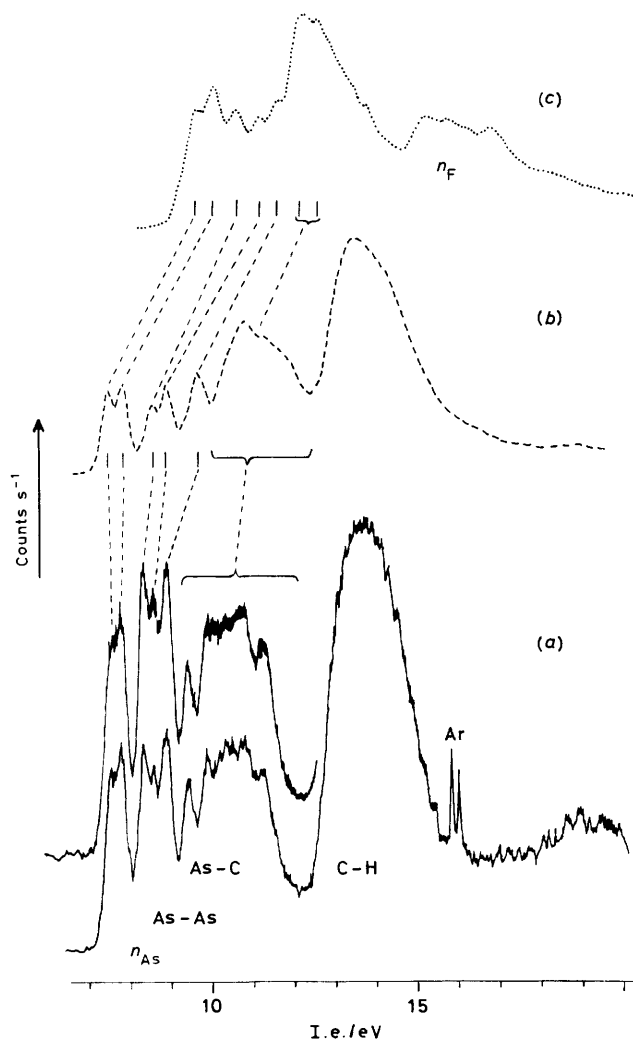 (c)
n_F
(b)
Counts s⁻¹
(a)
Ar
As–C
C–H
As–As
n_As
10
15
I.e./eV